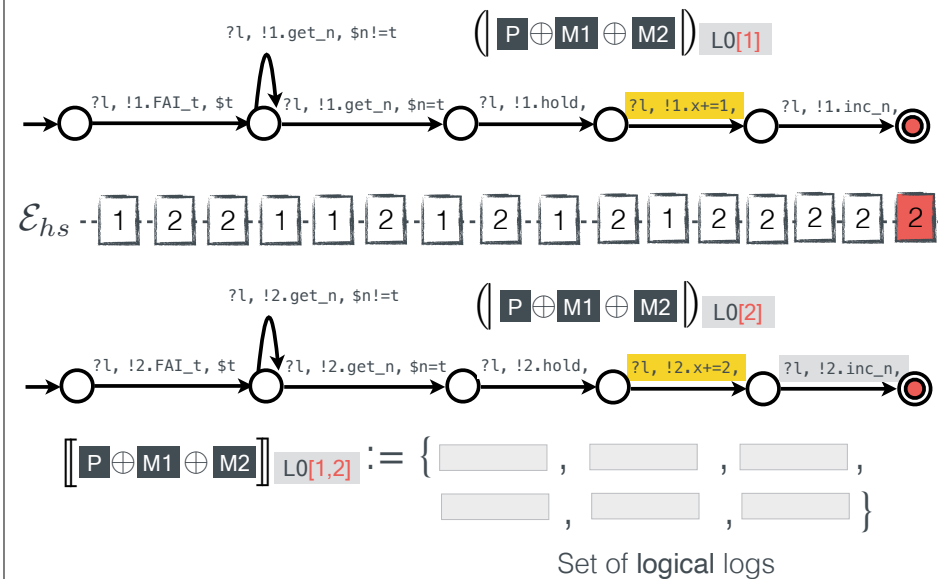 ?l, !1.get_n, $n!=t
(| P ⊕ M1 ⊕ M2 |) L0[1]
?l, !1.FAI_t, $t
?l, !1.get_n, $n=t
?l, !1.hold,
?l, !1.x+=1,
?l, !1.inc_n,
ℰhs 1 2 2 1 1 2 1 2 1 2 1 2 2 2 2 2
?l, !2.get_n, $n!=t
(| P ⊕ M1 ⊕ M2 |) L0[2]
?l, !2.FAI_t, $t
?l, !2.get_n, $n=t
?l, !2.hold,
?l, !2.x+=2,
?l, !2.inc_n,
⟦ P ⊕ M1 ⊕ M2 ⟧ L0[1,2] := { , , ,
, , }
Set of logical logs